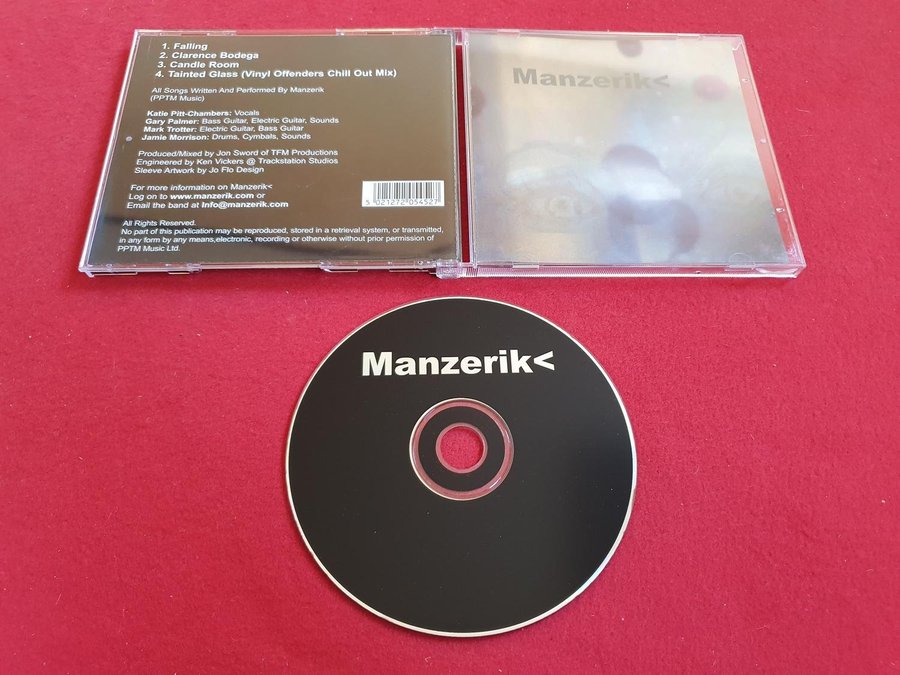 1. Falling
2. Clarence Bodega
3. Candle Room
4. Tainted Glass (Vinyl Offenders Chill Out Mix)
All Songs Written And Performed By Manzerik
(PPTM Music)
Katie Pitt-Chambers: Vocals
Gary Palmer: Bass Guitar, Electric Guitar, Sounds
Mark Trotter: Electric Guitar, Bass Guitar
Jamie Morrison: Drums, Cymbals, Sounds
Produced/Mixed by Jon Sword of TFM Productions
Engineered by Ken Vickers @ Trackstation Studios
Sleeve Artwork by Jo Flo Design
For more information on Manzerik<
Log on to www.manzerik.com or
Email the band at Info@manzerik.com
5 021272 054527
All Rights Reserved.
No part of this publication may be reproduced, stored in a retrieval system, or transmitted,
in any form by any means,electronic, recording or otherwise without prior permission of
PPTM Music Ltd.
Manzerik<
Manzerik<